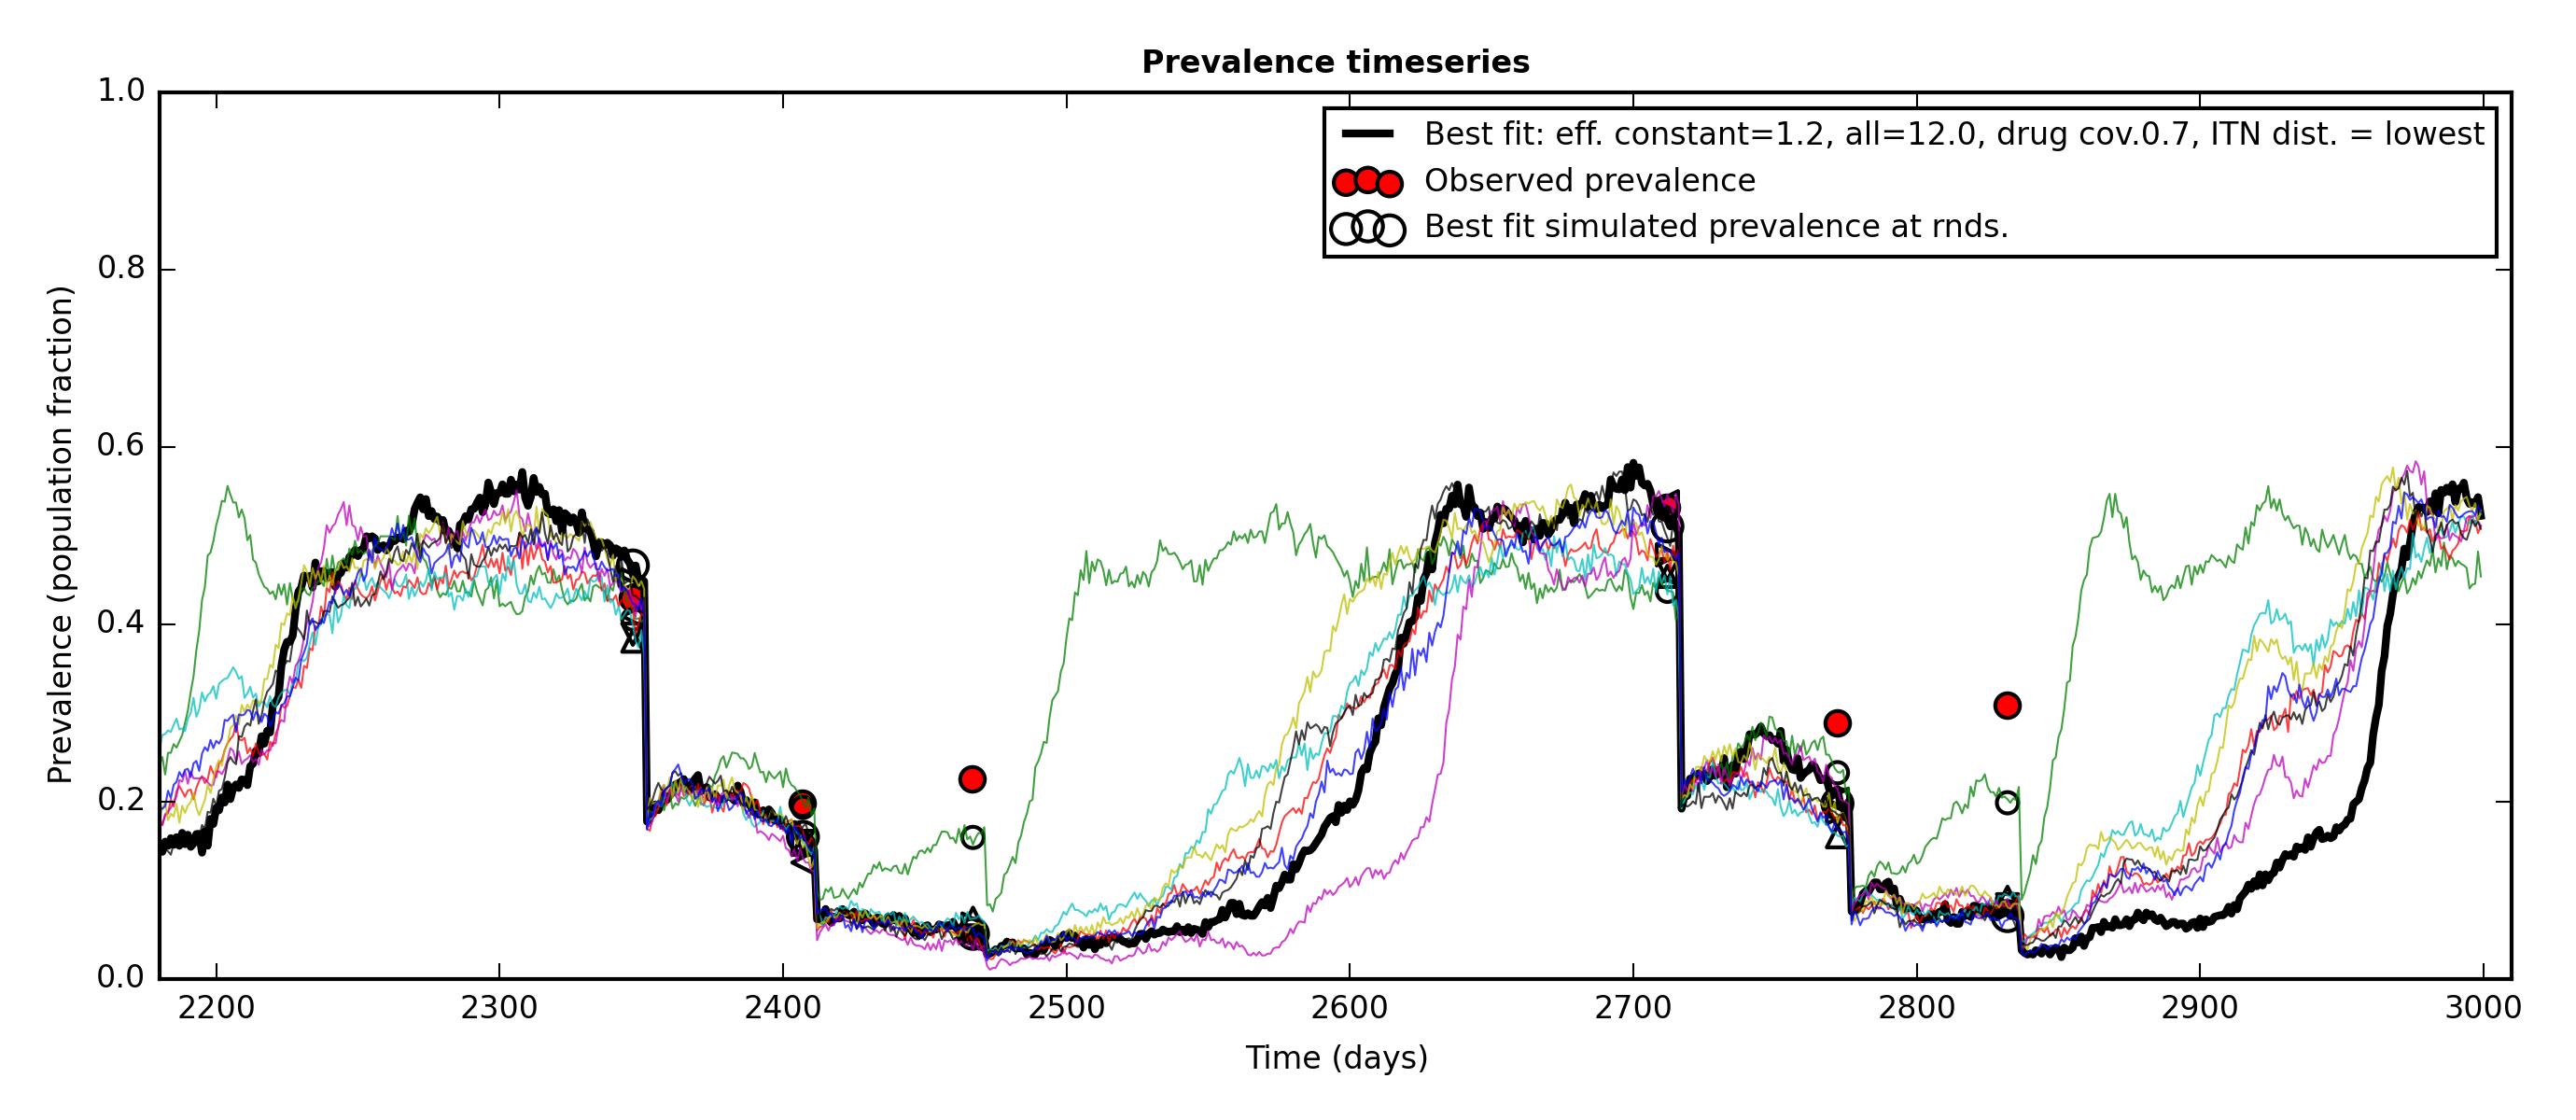 Prevalence timeseries
1.0
0.8
0.6
0.4
0.2
0.0
Prevalence (population fraction)
Best fit: eff. constant=1.2, all=12.0, drug cov.0.7, ITN dist. = lowest
Observed prevalence
Best fit simulated prevalence at rnds.
2200 2300 2400 2500 2600 2700 2800 2900 3000
Time (days)